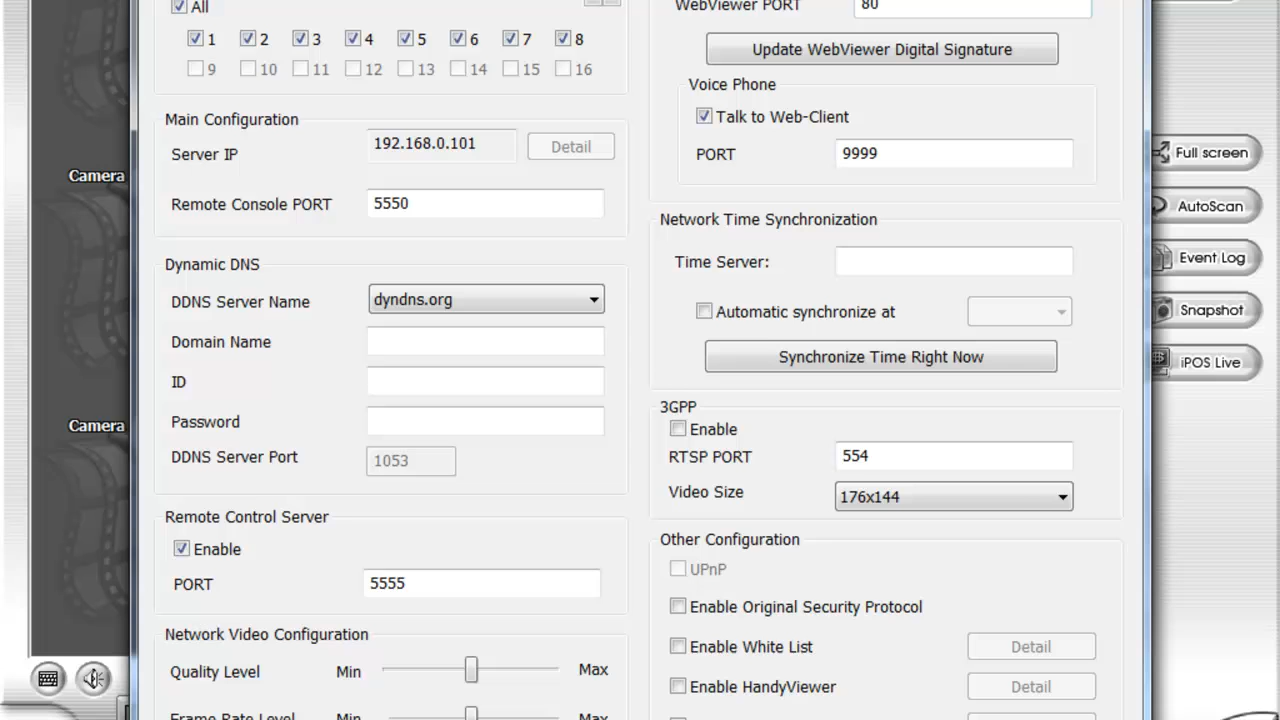 All
1 2 3 4 5 6 7 8
9 10 11 12 13 14 15 16
Main Configuration
Server IP 192.168.0.101 Detail
Remote Console PORT 5550
Dynamic DNS
DDNS Server Name dyndns.org
Domain Name
ID
Password
DDNS Server Port 1053
Remote Control Server
Enable
PORT 5555
Network Video Configuration
Quality Level Min Max
Frame Rate Level Min Max
WebViewer PORT 80
Update WebViewer Digital Signature
Voice Phone
Talk to Web-Client
PORT 9999
Network Time Synchronization
Time Server:
Automatic synchronize at
Synchronize Time Right Now
3GPP
Enable
RTSP PORT 554
Video Size 176x144
Other Configuration
UPnP
Enable Original Security Protocol
Enable White List Detail
Enable HandyViewer Detail
Camera
Camera
Full screen
AutoScan
Event Log
Snapshot
iPOS Live